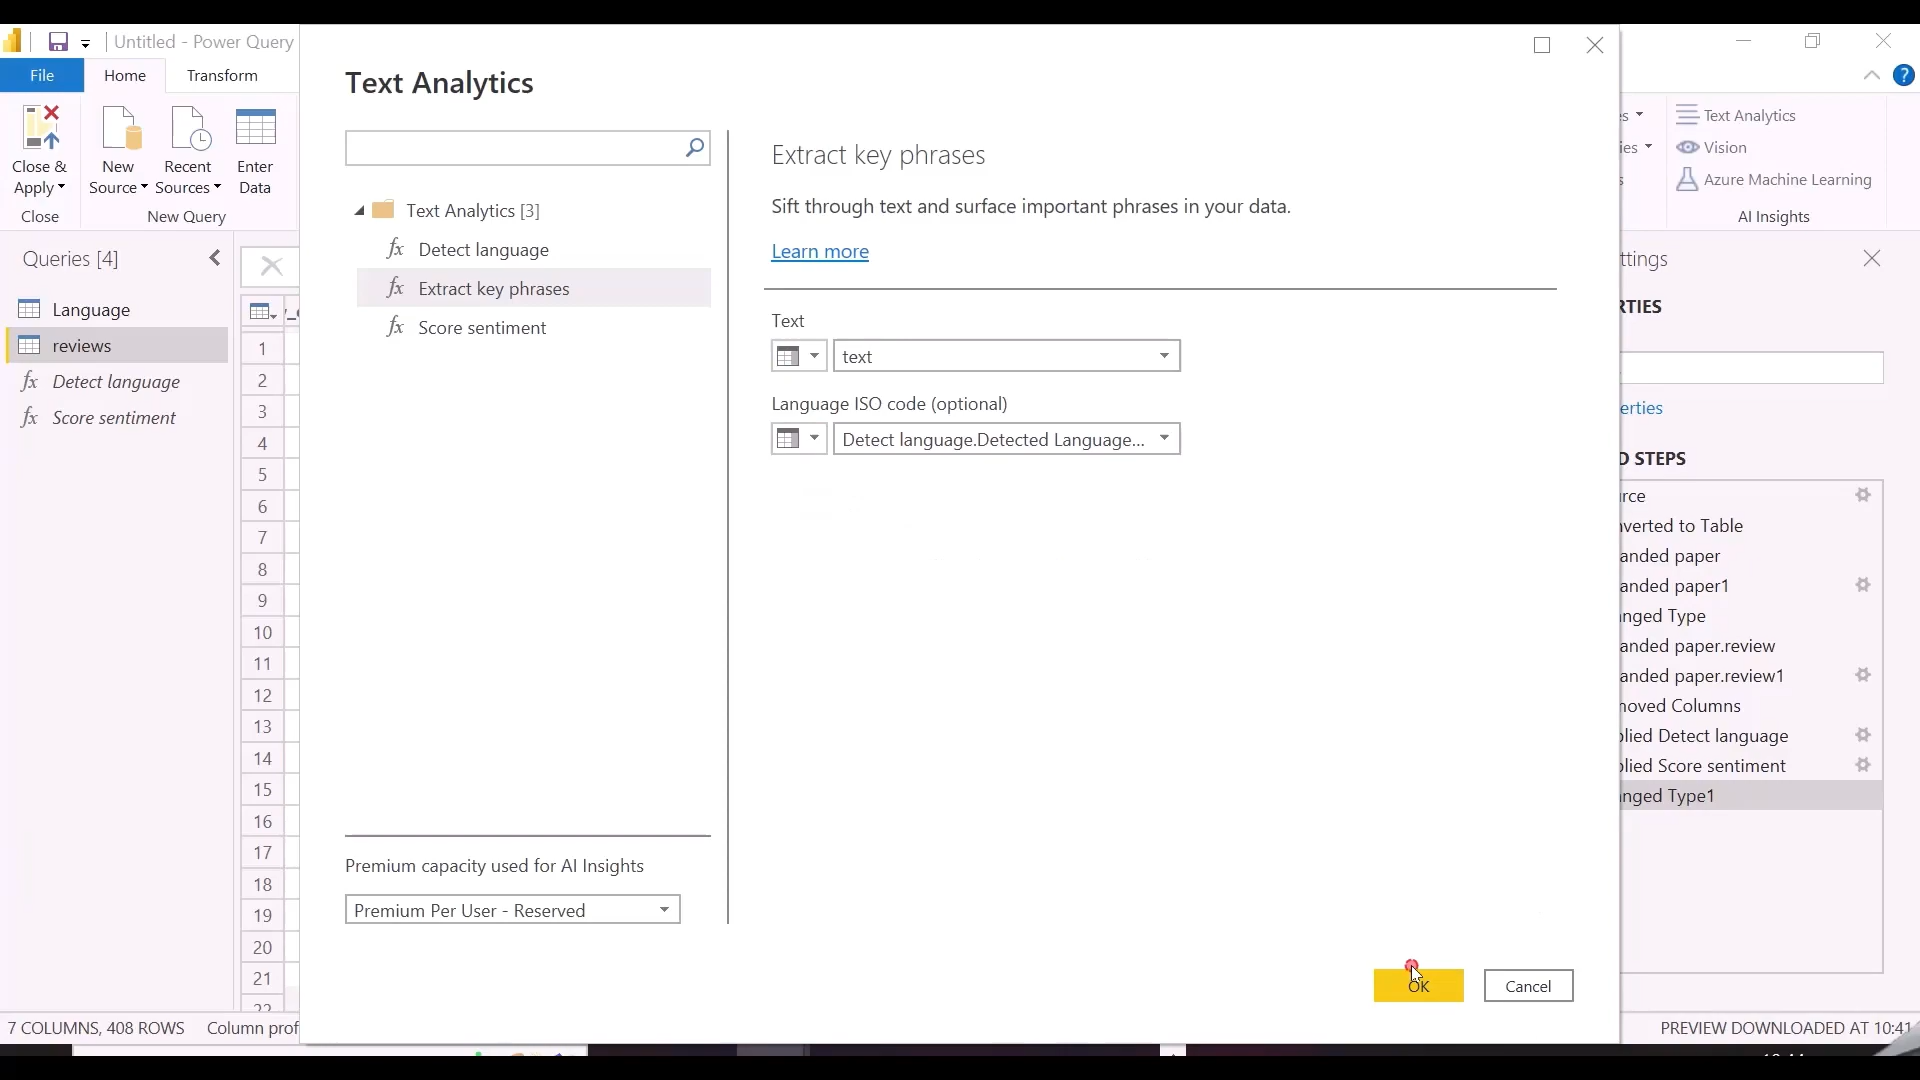 Untitled - Power Query
File
Home
Transform
Close &
Apply
New
Source
Recent
Sources
Enter
Data
Close
New Query
Text Analytics
Vision
Azure Machine Learning
AI Insights
Queries [4]
Language
reviews
fx Detect language
fx Score sentiment
1
2
3
4
5
6
7
8
9
10
11
12
13
14
15
16
17
18
19
20
21
22
7 COLUMNS, 408 ROWS
Column prof
Text Analytics
Text Analytics [3]
fx Detect language
fx Extract key phrases
fx Score sentiment
Premium capacity used for AI Insights
Premium Per User - Reserved
Extract key phrases
Sift through text and surface important phrases in your data.
Learn more
Text
text
Language ISO code (optional)
Detect language.Detected Language...
OK
Cancel
?
ttings
RTIES
erties
D STEPS
rce
verted to Table
anded paper
anded paper1
nged Type
anded paper.review
anded paper.review1
moved Columns
plied Detect language
plied Score sentiment
nged Type1
PREVIEW DOWNLOADED AT 10:41